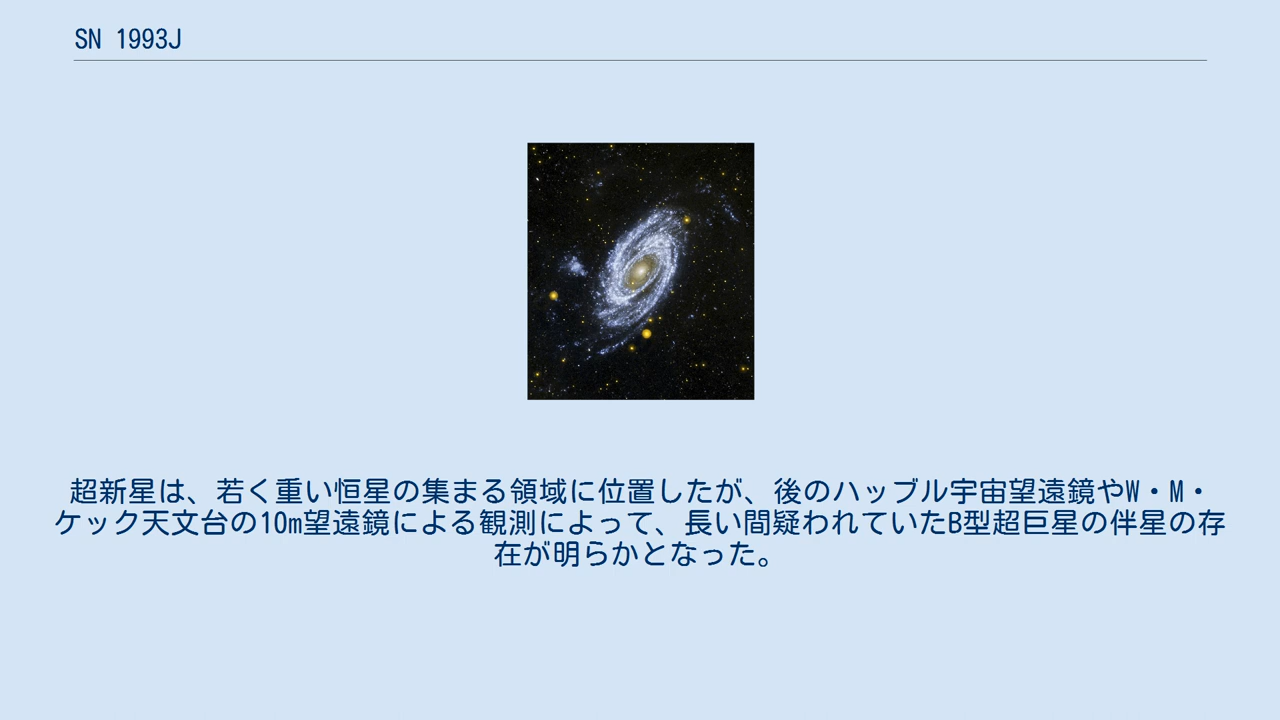 SN 1993J
超新星は、若く重い恒星の集まる領域に位置したが、後のハッブル宇宙望遠鏡やW・M・
ケック天文台の10m望遠鏡による観測によって、長い間疑われていたB型超巨星の伴星の存
在が明らかとなった。